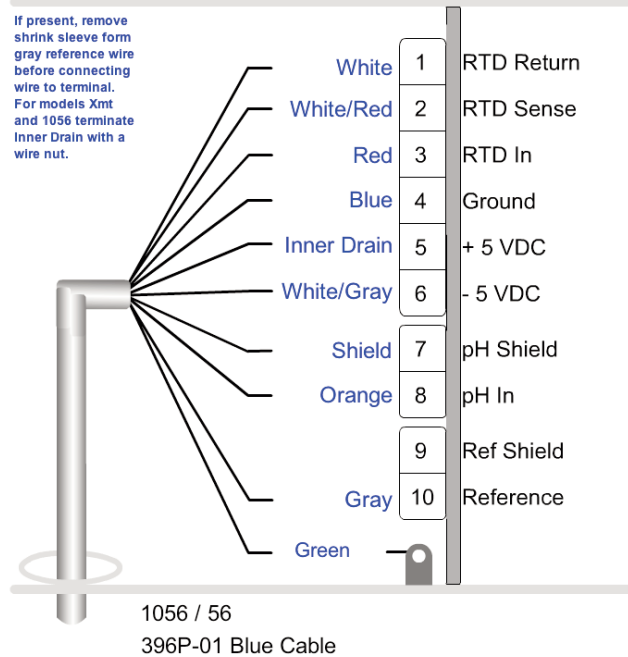 If present, remove
shrink sleeve form
gray reference wire
before connecting
wire to terminal.
For models Xmt
and 1056 terminate
Inner Drain with a
wire nut.
White 1 RTD Return
White/Red 2 RTD Sense
Red 3 RTD In
Blue 4 Ground
Inner Drain 5 + 5 VDC
White/Gray 6 - 5 VDC
Shield 7 pH Shield
Orange 8 pH In
9 Ref Shield
Gray 10 Reference
Green
1056 / 56
396P-01 Blue Cable